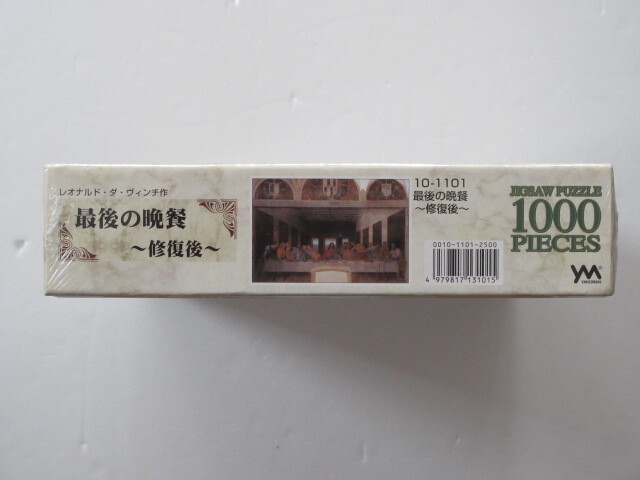 レオナルド・ダ・ヴィンチ作
最後の晩餐
～修復後～
10-1101
最後の晩餐
～修復後～
0010-1101-2500
4 979817 131015
JIGSAW PUZZLE
1000
PIECES
YM
YANOMAN